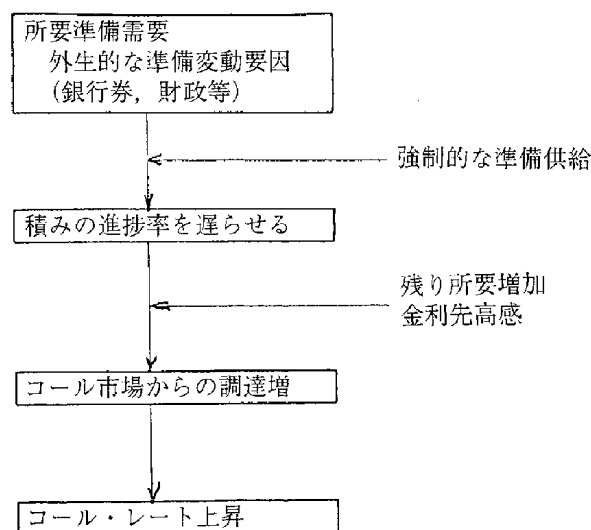 所要準備需要
外生的な準備変動要因
(銀行券，財政等)
強制的な準備供給
積みの進捗率を遅らせる
残り所要増加
金利先高感
コール市場からの調達増
コール・レート上昇